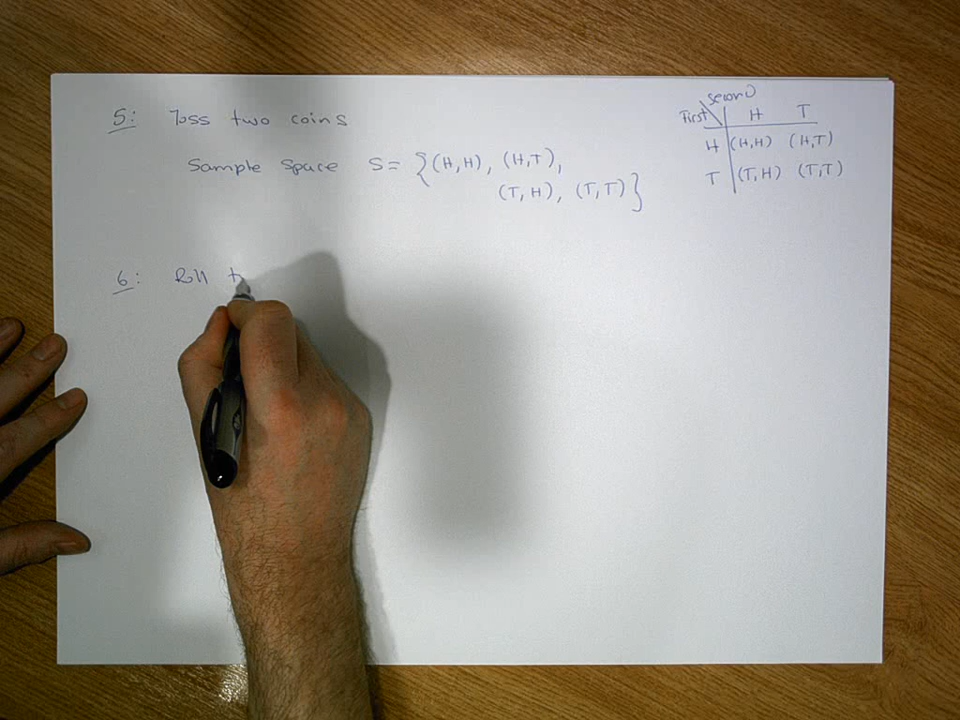 5: Toss two coins
Sample space S = {(H,H), (H,T),
(T,H), (T,T)}
second
First H T
H (H,H) (H,T)
T (T,H) (T,T)
6: Roll t